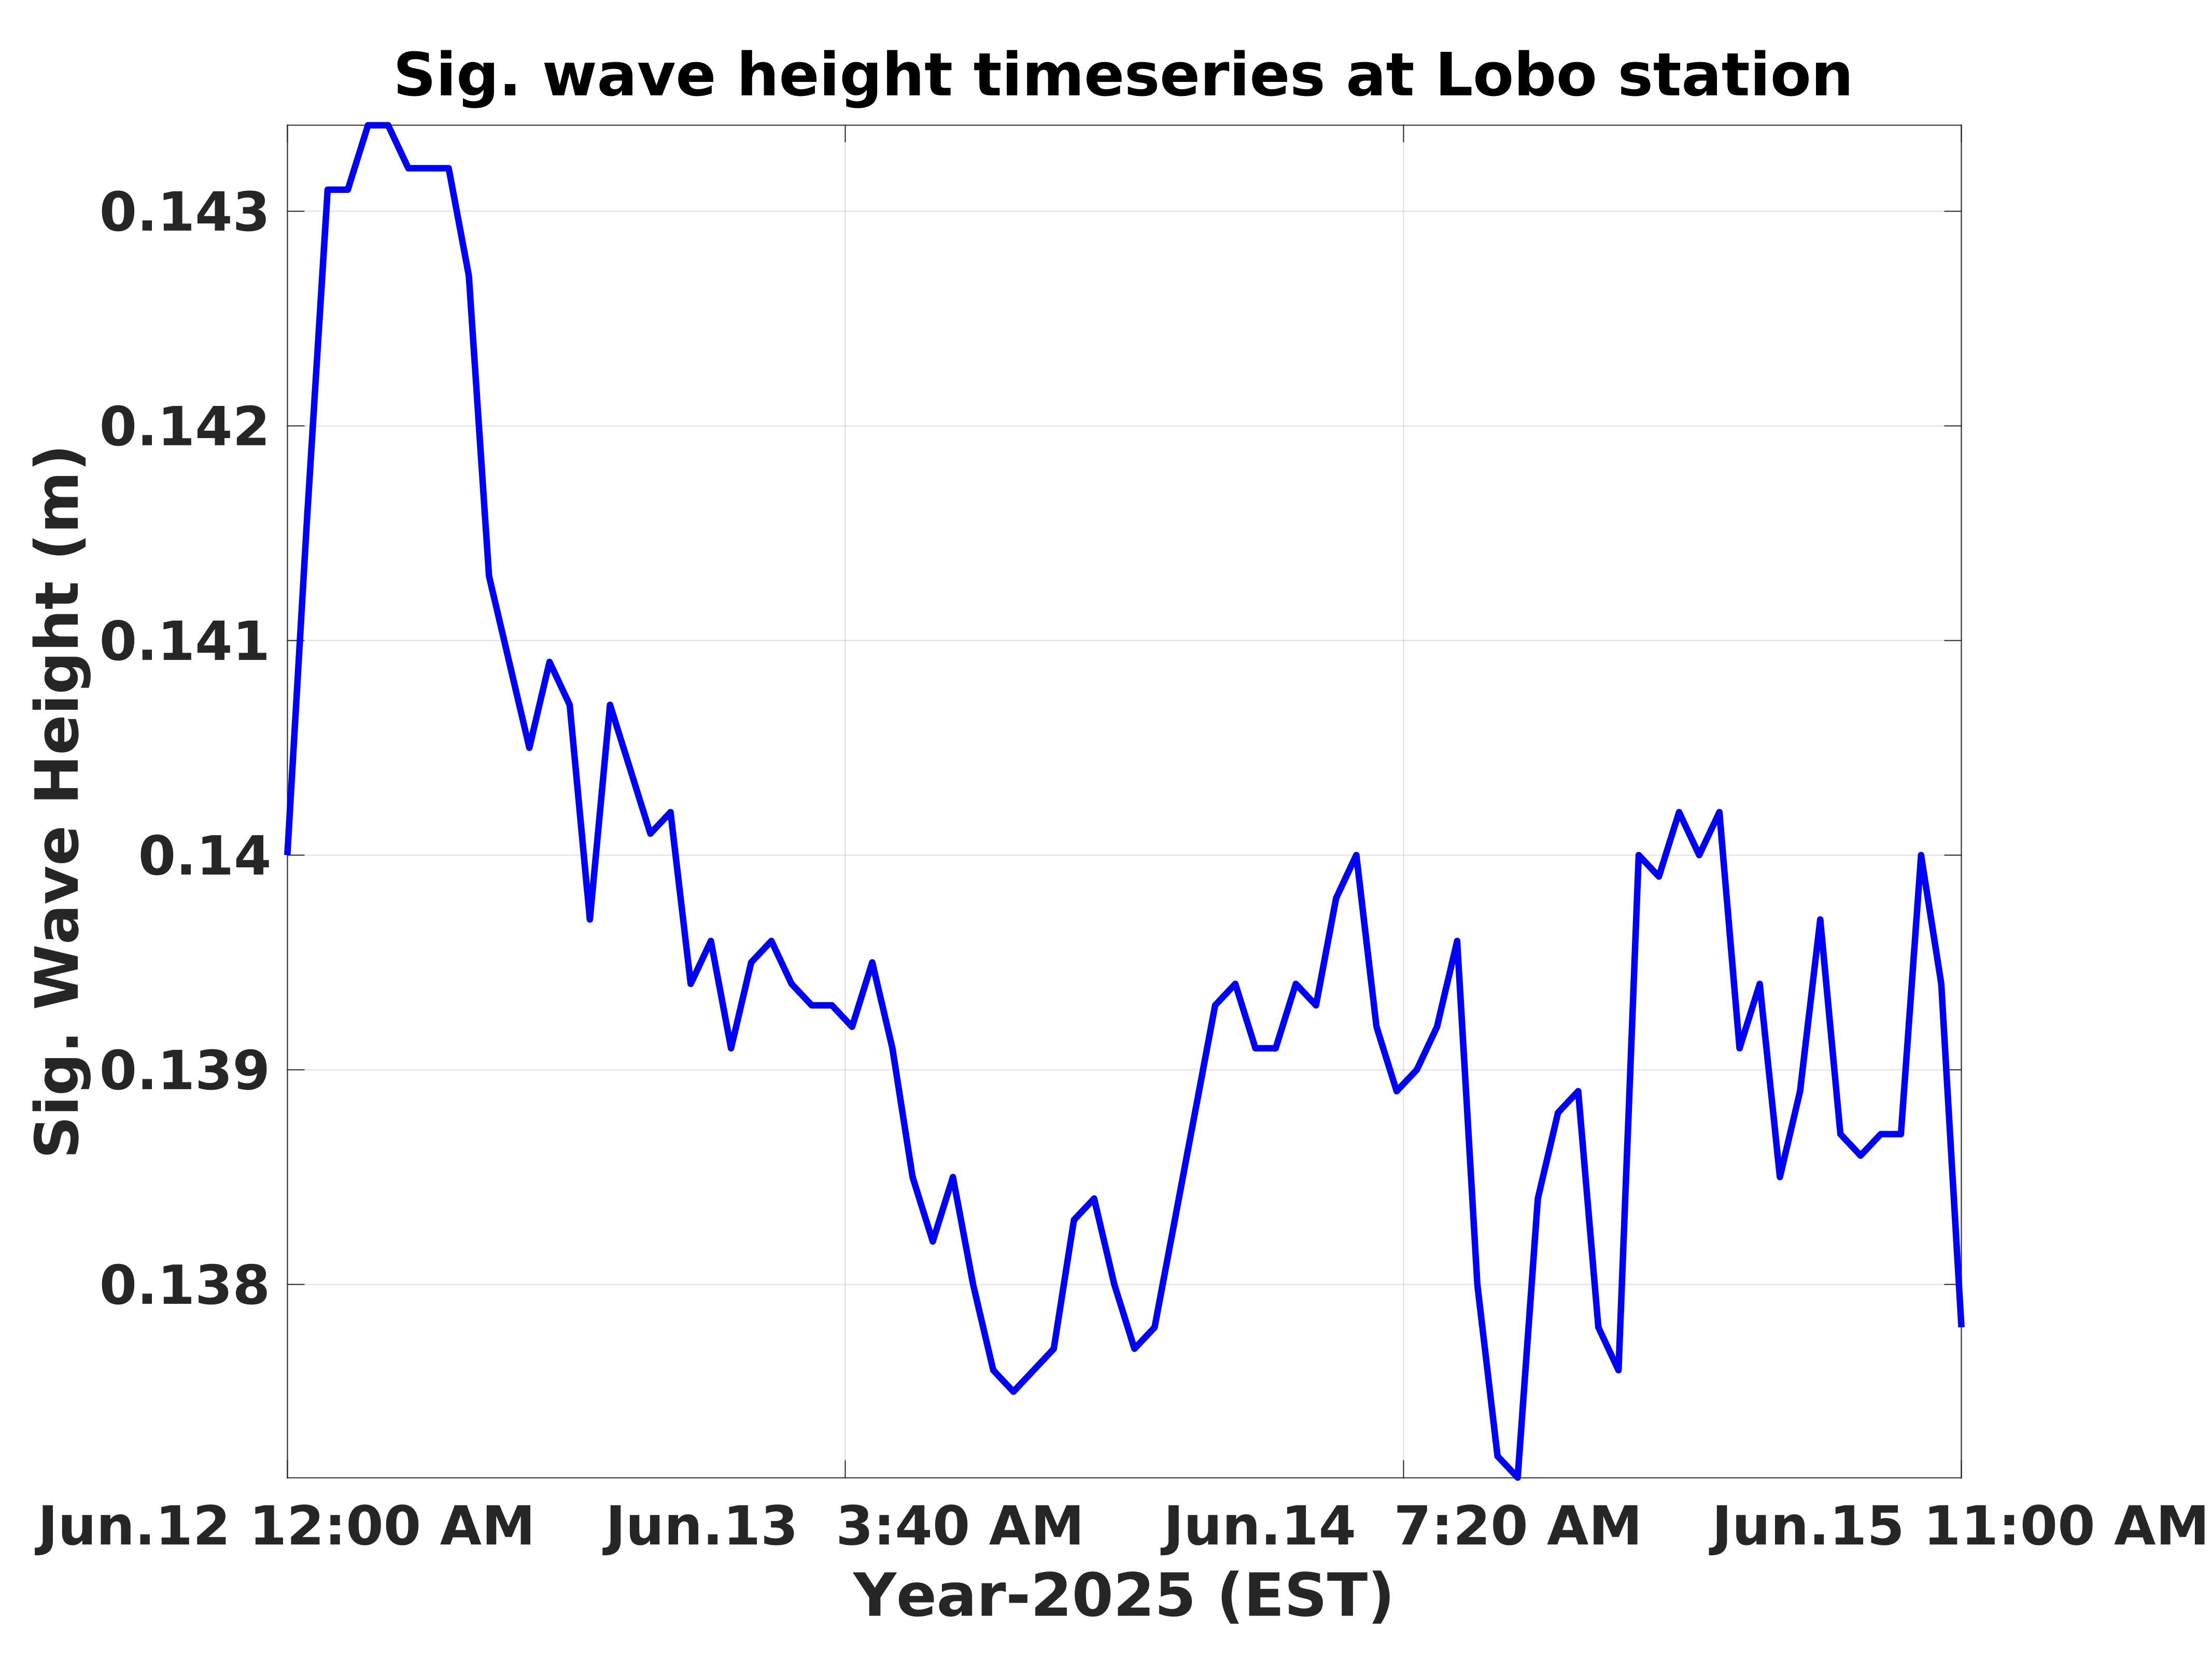 Sig. wave height timeseries at Lobo station
Sig. Wave Height (m)
0.143
0.142
0.141
0.14
0.139
0.138
Jun.12 12:00 AM
Jun.13 3:40 AM
Jun.14 7:20 AM
Jun.15 11:00 AM
Year-2025 (EST)